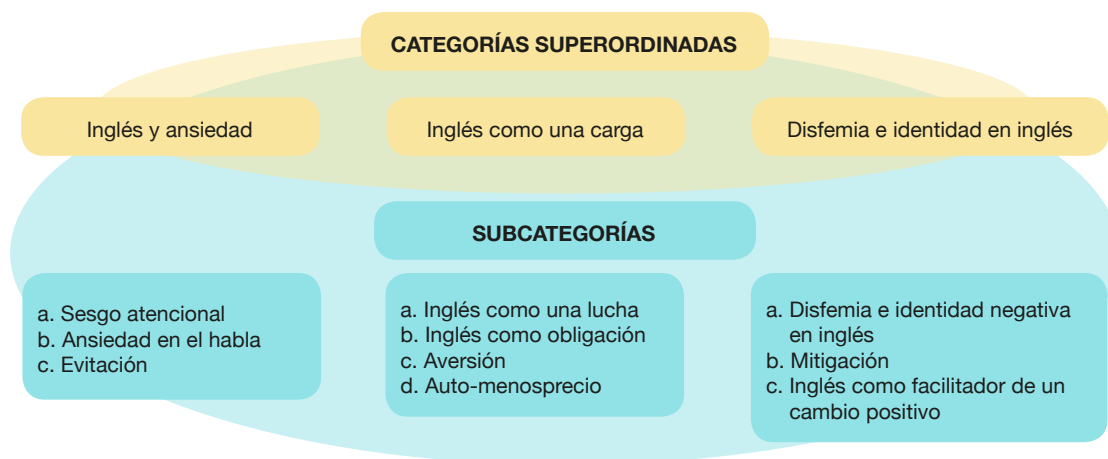 CATEGORÍAS SUPERORDINADAS
Inglés y ansiedad
Inglés como una carga
Disfemia e identidad en inglés
SUBCATEGORÍAS
a. Sesgo atencional
b. Ansiedad en el habla
c. Evitación
a. Inglés como una lucha
b. Inglés como obligación
c. Aversión
d. Auto-menosprecio
a. Disfemia e identidad negativa
en inglés
b. Mitigación
c. Inglés como facilitador de un
cambio positivo